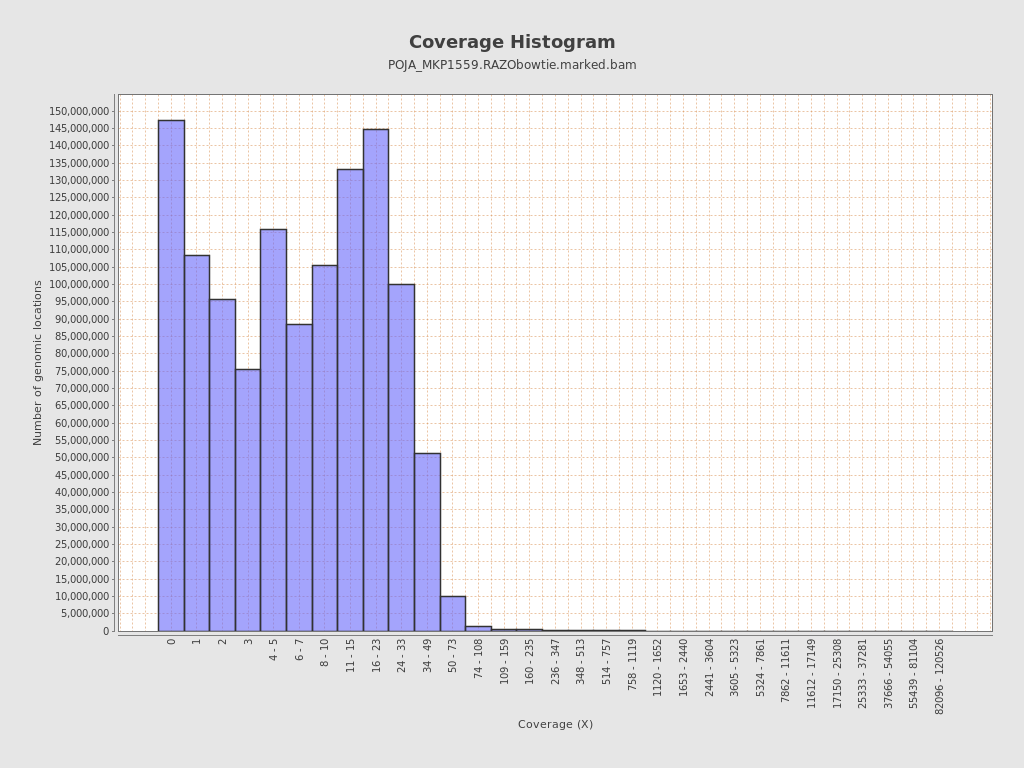 Coverage Histogram
POJA_MKP1559.RAZObowtie.marked.bam
Number of genomic locations
150,000,000
145,000,000
140,000,000
135,000,000
130,000,000
125,000,000
120,000,000
115,000,000
110,000,000
105,000,000
100,000,000
95,000,000
90,000,000
85,000,000
80,000,000
75,000,000
70,000,000
65,000,000
60,000,000
55,000,000
50,000,000
45,000,000
40,000,000
35,000,000
30,000,000
25,000,000
20,000,000
15,000,000
10,000,000
5,000,000
0
0
1
2
3
4 - 5
6 - 7
8 - 10
11 - 15
16 - 23
24 - 33
34 - 49
50 - 73
74 - 108
109 - 159
160 - 235
236 - 347
348 - 513
514 - 757
758 - 1119
1120 - 1652
1653 - 2440
2441 - 3604
3605 - 5323
5324 - 7861
7862 - 11611
11612 - 17149
17150 - 25308
25333 - 37281
37666 - 54055
55439 - 81104
82096 - 120526
Coverage (X)